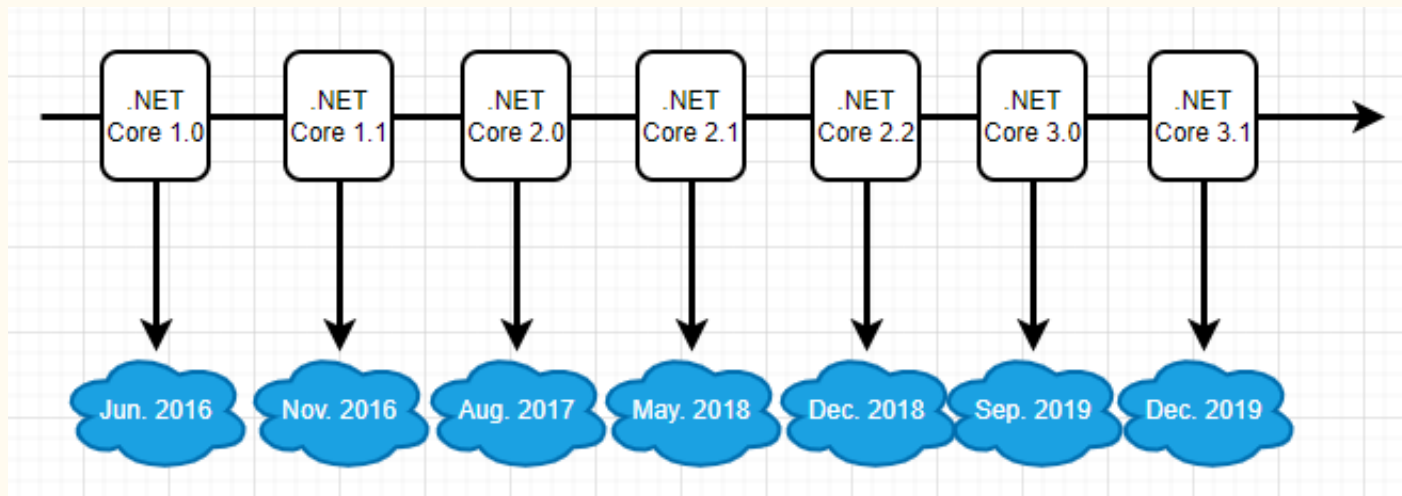 .NET
Core 1.0
.NET
Core 1.1
.NET
Core 2.0
.NET
Core 2.1
.NET
Core 2.2
.NET
Core 3.0
.NET
Core 3.1
Jun. 2016
Nov. 2016
Aug. 2017
May. 2018
Dec. 2018
Sep. 2019
Dec. 2019